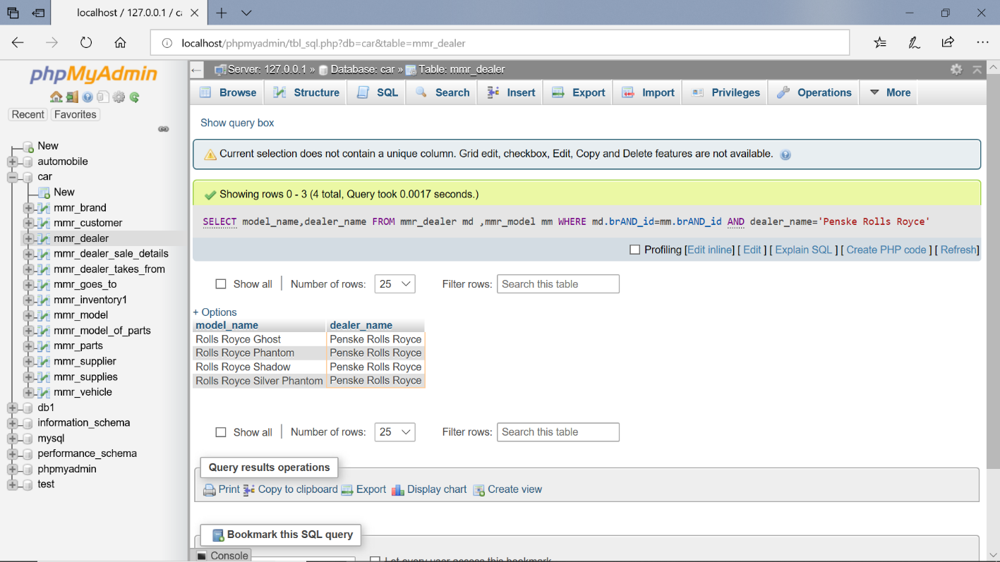 localhost / 127.0.0.1 / ca
localhost/phpmyadmin/tbl_sql.php?db=car&table=mmr_dealer
phpMyAdmin
Recent Favorites
New
automobile
car
New
mmr_brand
mmr_customer
mmr_dealer
mmr_dealer_sale_details
mmr_dealer_takes_from
mmr_goes_to
mmr_inventory1
mmr_model
mmr_model_of_parts
mmr_parts
mmr_supplier
mmr_supplies
mmr_vehicle
db1
information_schema
mysql
performance_schema
phpmyadmin
test
Server: 127.0.0.1 » Database: car » Table: mmr_dealer
Browse Structure SQL Search Insert Export Import Privileges Operations More
Show query box
Current selection does not contain a unique column. Grid edit, checkbox, Edit, Copy and Delete features are not available.
Showing rows 0 - 3 (4 total, Query took 0.0017 seconds.)
SELECT model_name,dealer_name FROM mmr_dealer md ,mmr_model mm WHERE md.brAND_id=mm.brAND_id AND dealer_name='Penske Rolls Royce'
Profiling [Edit inline] [ Edit ] [ Explain SQL ] [ Create PHP code ] [ Refresh]
Show all | Number of rows: 25 Filter rows: Search this table
+ Options
model_name dealer_name
Rolls Royce Ghost Penske Rolls Royce
Rolls Royce Phantom Penske Rolls Royce
Rolls Royce Shadow Penske Rolls Royce
Rolls Royce Silver Phantom Penske Rolls Royce
Show all | Number of rows: 25 Filter rows: Search this table
Query results operations
Print Copy to clipboard Export Display chart Create view
Bookmark this SQL query
Console
Let every user access this bookmark